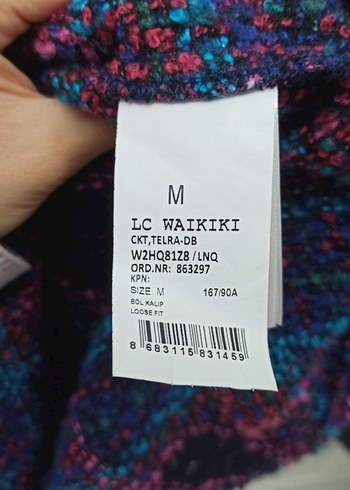 M
LC WAIKIKI
CKT,TELRA-DB
W2HQ81Z8 / LNQ
ORD.NR: 863297
KPN:
SIZE M 167/90A
BOL KALIP
LOOSE FIT
8 683115 831459